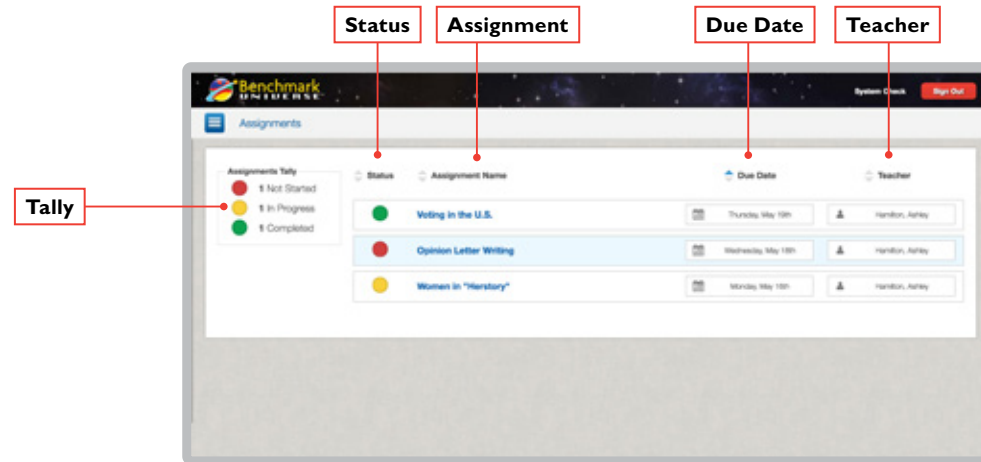 Status Assignment Due Date Teacher
Benchmark
UNIVERSE
System Check Sign Out
Assignments
Assignments Tally
1 Not Started
1 In Progress
1 Completed
Tally
Status Assignment Name Due Date Teacher
Voting in the U.S. Thursday, May 19th Hamilton, Ashley
Opinion Letter Writing Wednesday, May 18th Hamilton, Ashley
Women in "Herstory" Monday, May 16th Hamilton, Ashley